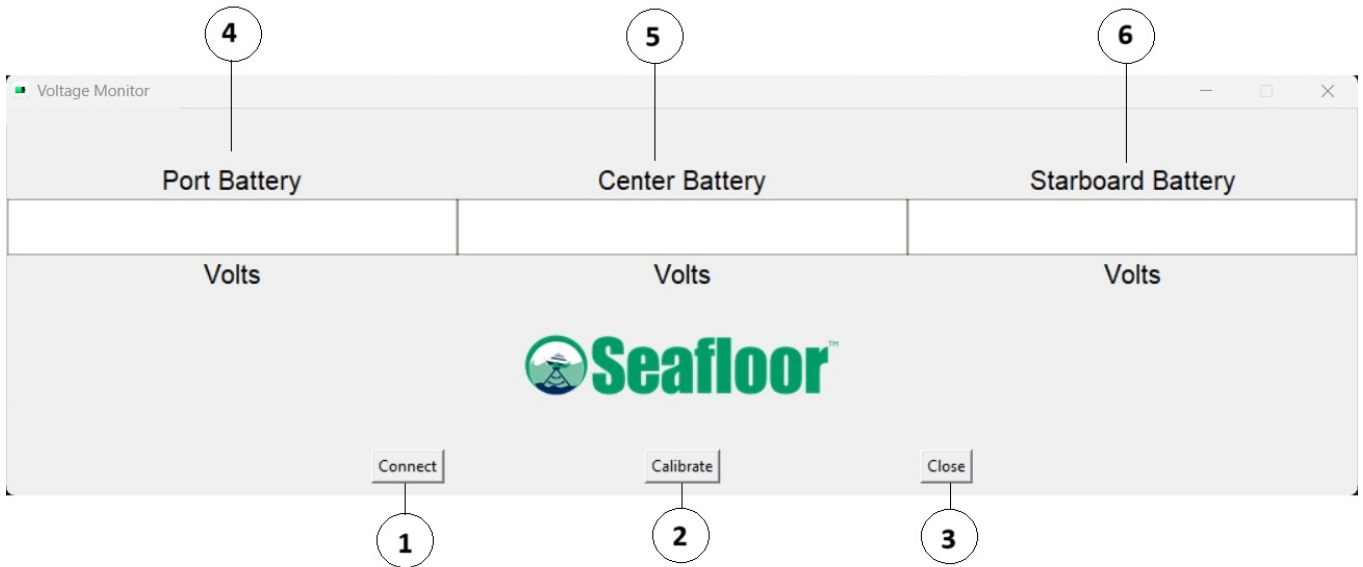 4 5 6
Voltage Monitor
Port Battery Center Battery Starboard Battery
Volts Volts Volts
Seafloor™
Connect Calibrate Close
1 2 3